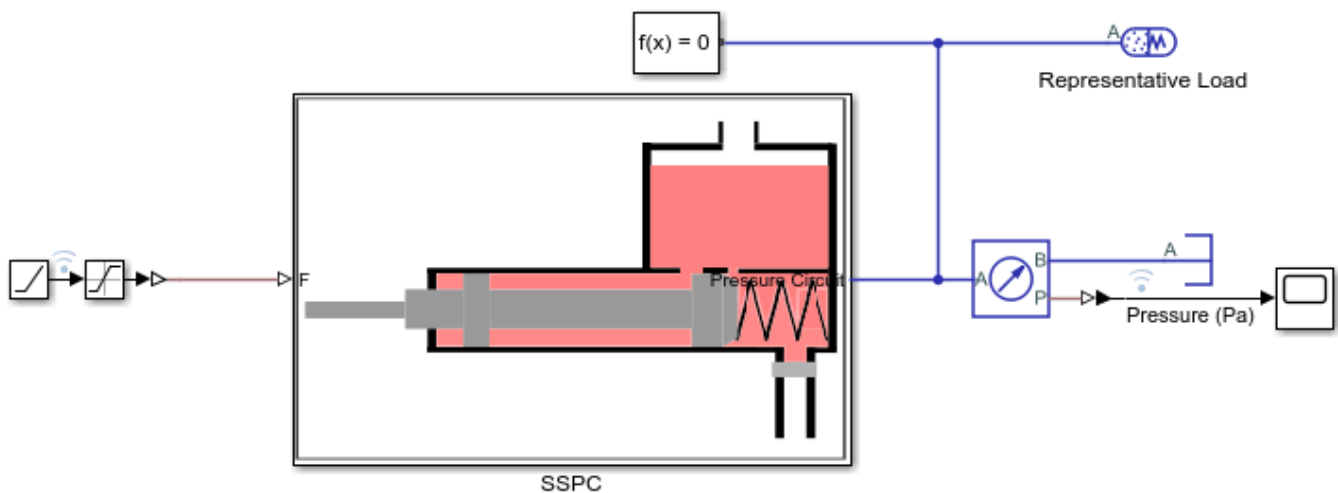 f(x) = 0
A
Representative Load
F
Pressure Circuit
A
B
P
A
Pressure (Pa)
SSPC